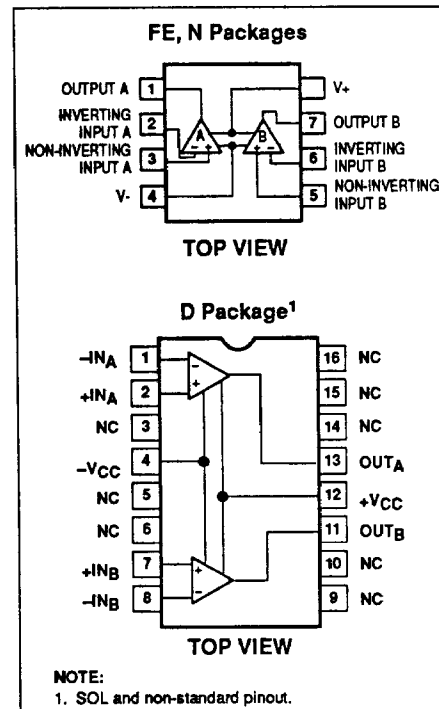 FE, N Packages
OUTPUT A 1
V+
INVERTING INPUT A 2
7 OUTPUT B
NON-INVERTING INPUT A 3
6 INVERTING INPUT B
V- 4
5 NON-INVERTING INPUT B
A
B
- +
+ -
TOP VIEW
D Package1
-INA 1
16 NC
+INA 2
15 NC
NC 3
14 NC
-VCC 4
13 OUTA
NC 5
12 +VCC
NC 6
11 OUTB
+INB 7
10 NC
-INB 8
9 NC
-
+
+
-
TOP VIEW
NOTE:
1. SOL and non-standard pinout.